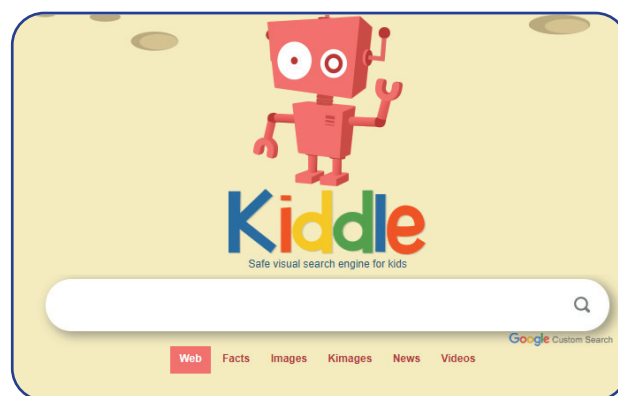 Kiddle
Safe visual search engine for kids
Google Custom Search
Web Facts Images Kimages News Videos